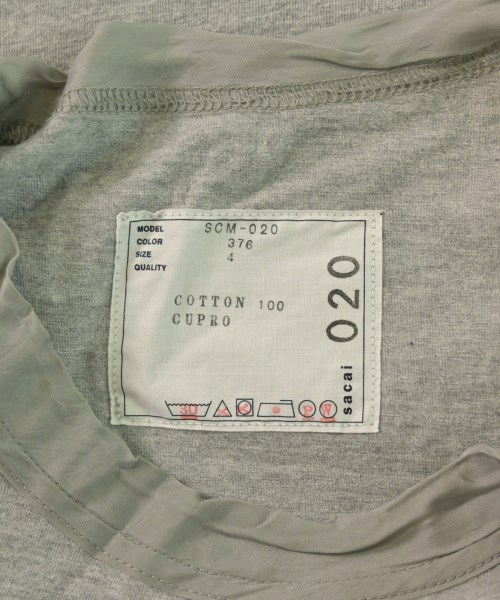 MODEL SCM-020
COLOR 376
SIZE 4
QUALITY
COTTON 100
CUPRO
020
sacai
30
P W